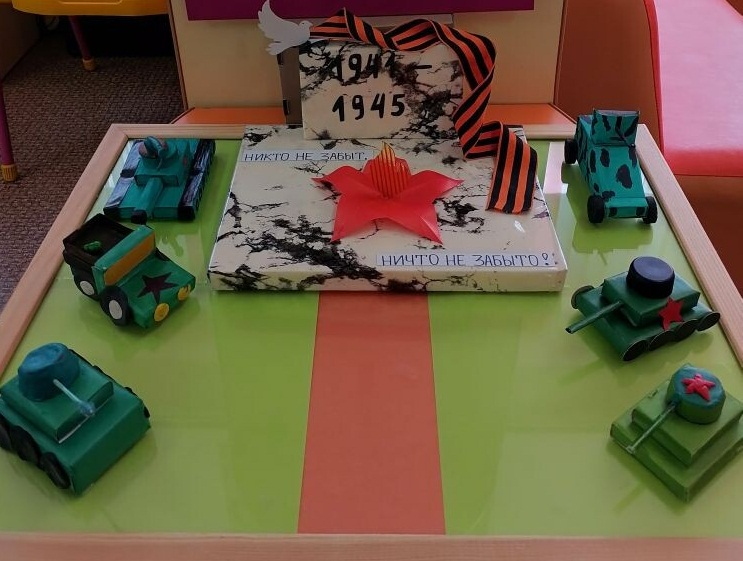 1941 –
1945
НИКТО НЕ ЗАБЫТ,
НИЧТО НЕ ЗАБЫТО!